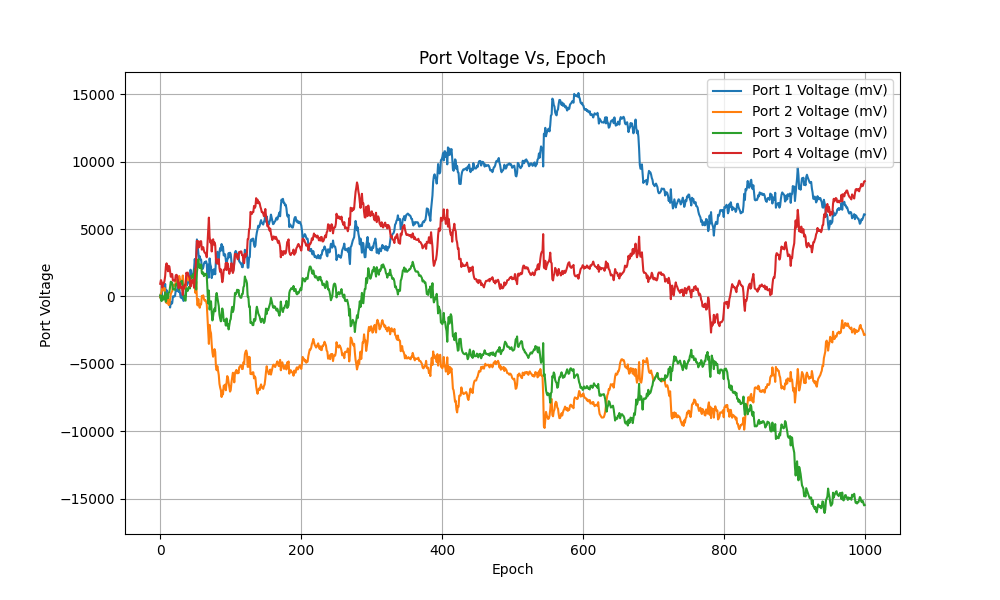 Port Voltage Vs, Epoch
Port 1 Voltage (mV)
Port 2 Voltage (mV)
Port 3 Voltage (mV)
Port 4 Voltage (mV)
Port Voltage
15000
10000
5000
0
−5000
−10000
−15000
0
200
400
600
800
1000
Epoch